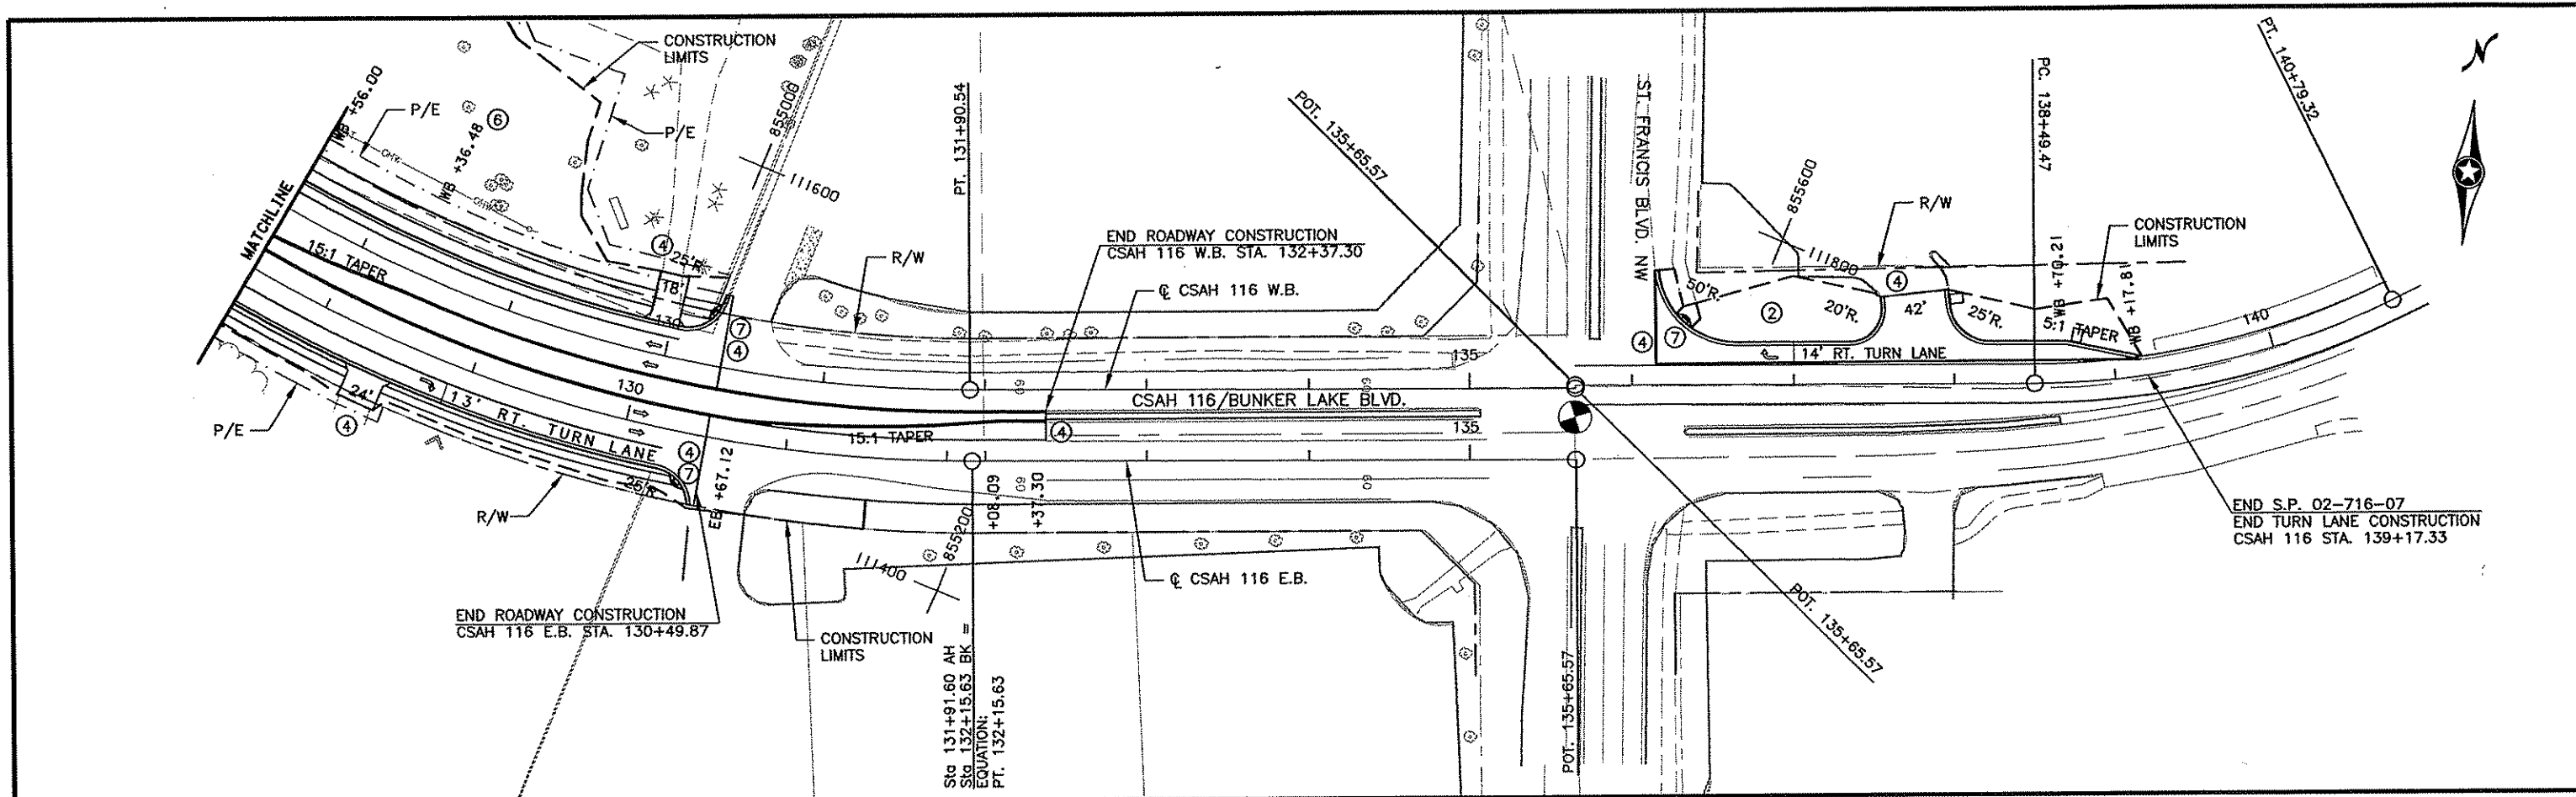 CONSTRUCTION
LIMITS
WB +56.00
P/E
WB +36.48
6
P/E
855000
111600
PT. 131+90.54
POT. 135+65.57
ST. FRANCIS BLVD. NW
855600
111800
R/W
PC. 138+49.47
WB +20.21
WB +17.81
CONSTRUCTION
LIMITS
PT. 140+79.32
N
MATCHLINE
15:1 TAPER
4
25'R.
18'
130
7
4
R/W
END ROADWAY CONSTRUCTION
CSAH 116 W.B. STA. 132+37.30
℄ CSAH 116 W.B.
135
50'R.
2
20'R.
4
42'
25'R.
5:1 TAPER
140
4
7
14' RT. TURN LANE
CSAH 116/BUNKER LAKE BLVD.
130
24'
4
13' RT. TURN LANE
P/E
15:1 TAPER
4
135
4
7
25'R
EB +67.12
R/W
60
60
60
60
+08.09
+37.30
855200
111400
℄ CSAH 116 E.B.
END ROADWAY CONSTRUCTION
CSAH 116 E.B. STA. 130+49.87
CONSTRUCTION
LIMITS
Sta 131+91.60 AH
Sta 132+15.63 BK =
EQUATION:
PT. 132+15.63
POT. 135+65.57
POT. 135+65.57
END S.P. 02-716-07
END TURN LANE CONSTRUCTION
CSAH 116 STA. 139+17.33